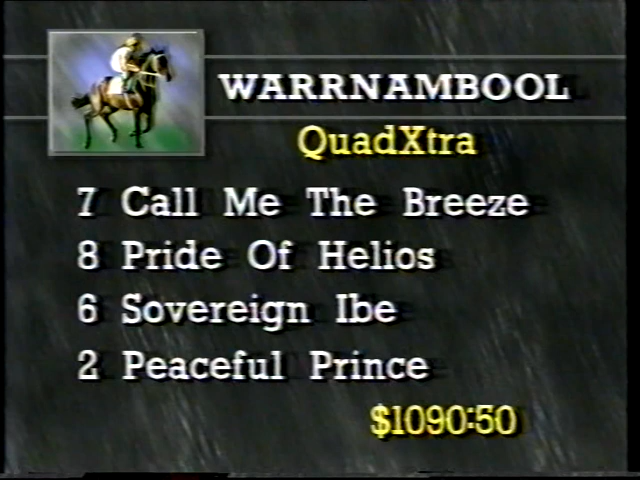 WARRNAMBOOL
QuadXtra
7 Call Me The Breeze
8 Pride Of Helios
6 Sovereign Ibe
2 Peaceful Prince
$1090:50